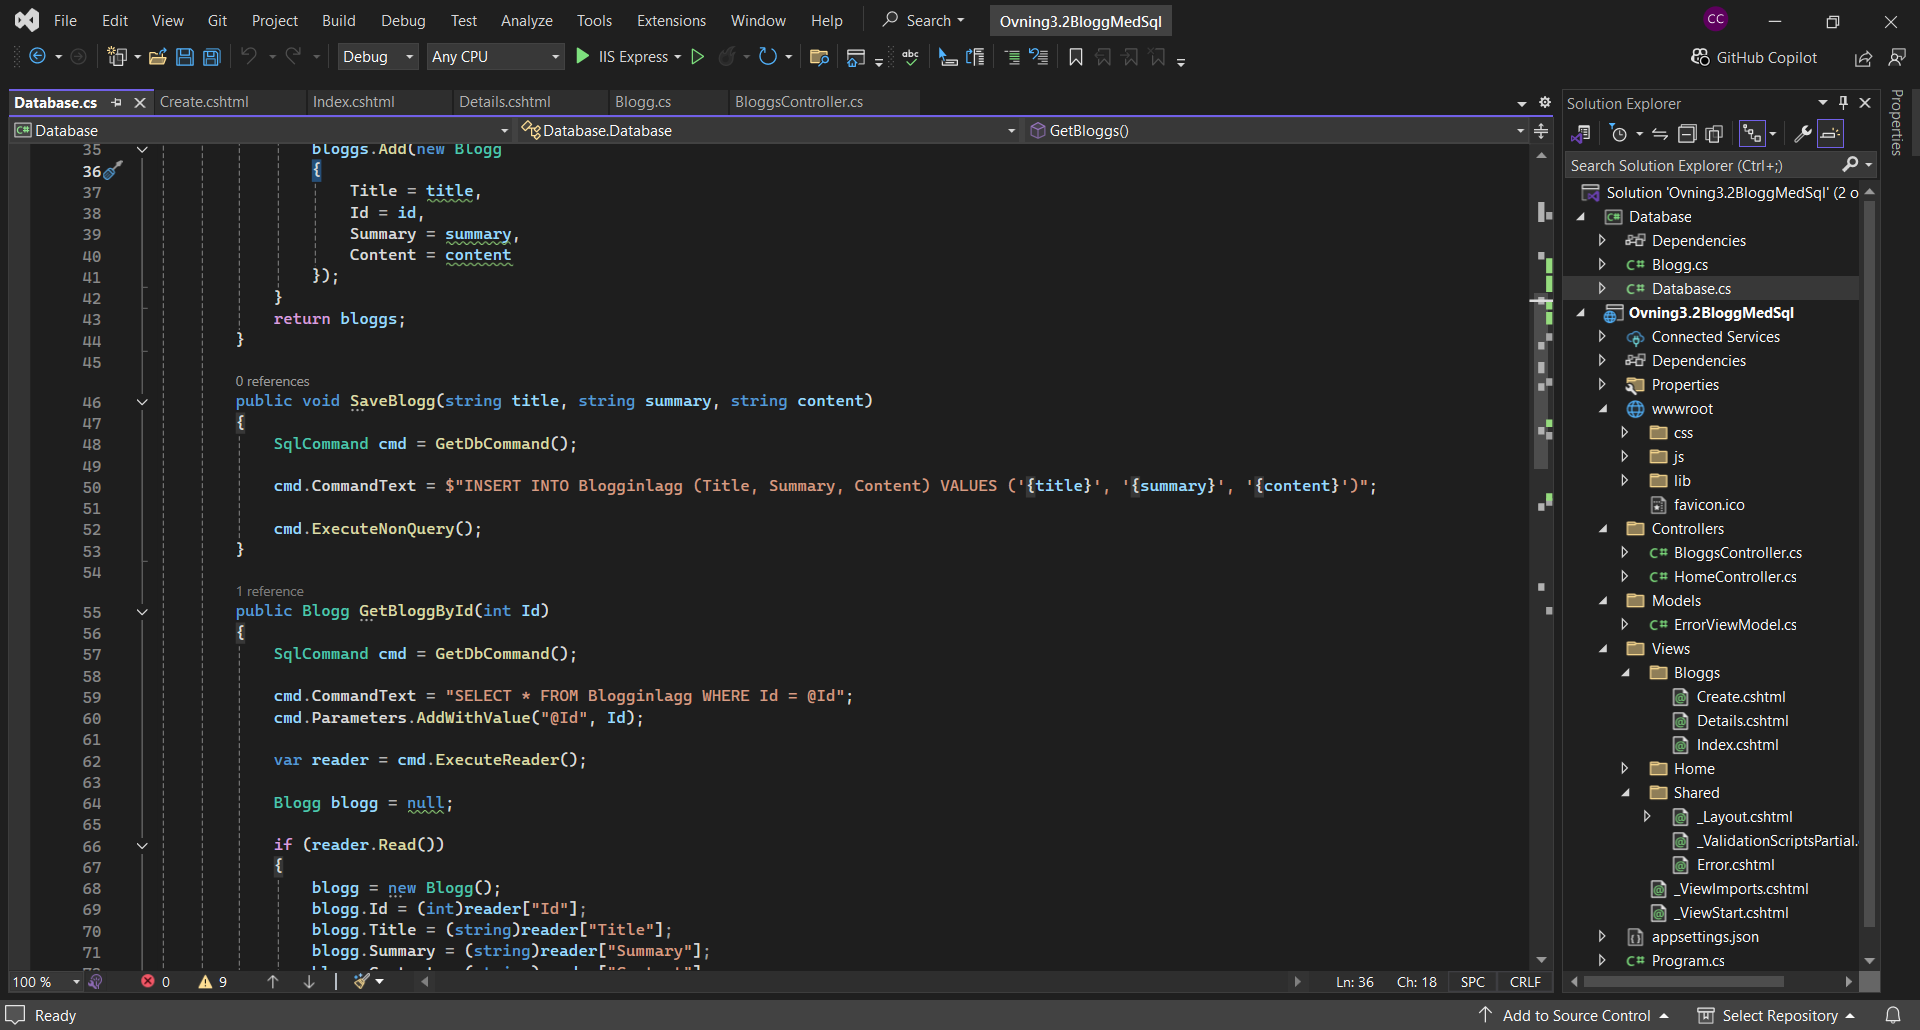 File Edit View Git Project Build Debug Test Analyze Tools Extensions Window Help Search Ovning3.2BloggMedSql CC
Debug Any CPU IIS Express abc GitHub Copilot
Database.cs Create.cshtml Index.cshtml Details.cshtml Blogg.cs BloggsController.cs
C# Database Database.Database GetBloggs()
35 bloggs.Add(new Blogg
36 {
37 Title = title,
38 Id = id,
39 Summary = summary,
40 Content = content
41 });
42 }
43 return bloggs;
44 }
45
0 references
46 public void SaveBlogg(string title, string summary, string content)
47 {
48 SqlCommand cmd = GetDbCommand();
49
50 cmd.CommandText = $"INSERT INTO Blogginlagg (Title, Summary, Content) VALUES ('{title}', '{summary}', '{content}')";
51
52 cmd.ExecuteNonQuery();
53 }
54
1 reference
55 public Blogg GetBloggById(int Id)
56 {
57 SqlCommand cmd = GetDbCommand();
58
59 cmd.CommandText = "SELECT * FROM Blogginlagg WHERE Id = @Id";
60 cmd.Parameters.AddWithValue("@Id", Id);
61
62 var reader = cmd.ExecuteReader();
63
64 Blogg blogg = null;
65
66 if (reader.Read())
67 {
68 blogg = new Blogg();
69 blogg.Id = (int)reader["Id"];
70 blogg.Title = (string)reader["Title"];
71 blogg.Summary = (string)reader["Summary"];
100 % 0 9 Ln: 36 Ch: 18 SPC CRLF
Solution Explorer
Search Solution Explorer (Ctrl+;)
Solution 'Ovning3.2BloggMedSql' (2 o
C# Database
Dependencies
C# Blogg.cs
C# Database.cs
Ovning3.2BloggMedSql
Connected Services
Dependencies
Properties
wwwroot
css
js
lib
favicon.ico
Controllers
C# BloggsController.cs
C# HomeController.cs
Models
C# ErrorViewModel.cs
Views
Bloggs
Create.cshtml
Details.cshtml
Index.cshtml
Home
Shared
_Layout.cshtml
_ValidationScriptsPartial.
Error.cshtml
_ViewImports.cshtml
_ViewStart.cshtml
appsettings.json
C# Program.cs
Properties
Ready Add to Source Control Select Repository